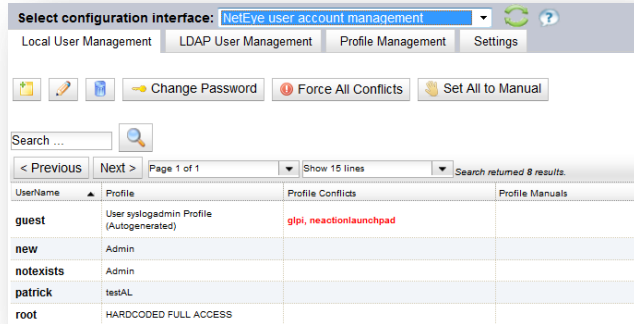 Select configuration interface: NetEye user account management
Local User Management LDAP User Management Profile Management Settings
Change Password Force All Conflicts Set All to Manual
Search ...
< Previous Next > Page 1 of 1 Show 15 lines Search returned 8 results.
UserName Profile Profile Conflicts Profile Manuals
guest User syslogadmin Profile (Autogenerated) glpi, neactionlaunchpad
new Admin
notexists Admin
patrick testAL
root HARDCODED FULL ACCESS